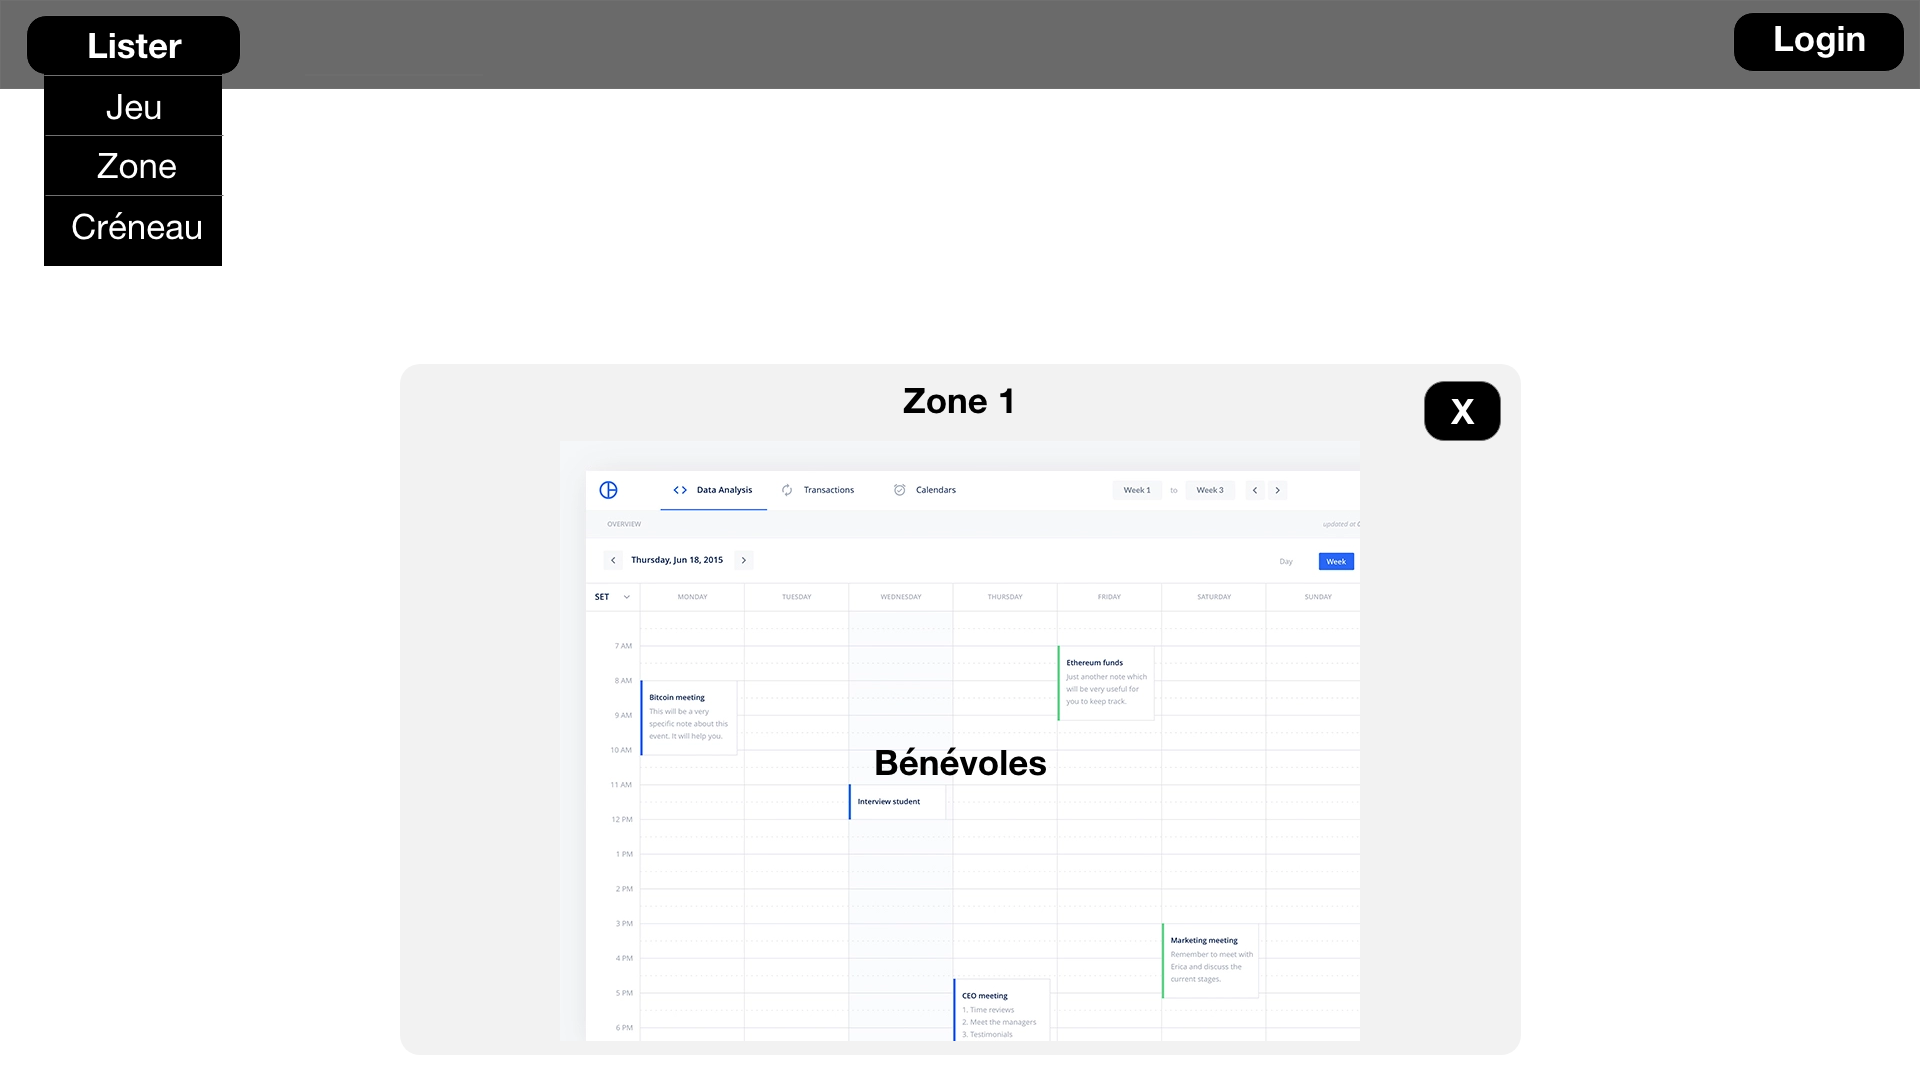 Lister
Login
Jeu
Zone
Créneau
Zone 1
X
Data Analysis
Transactions
Calendars
Week 1 to Week 3
OVERVIEW
updated at
Thursday, Jun 18, 2015
Day
Week
SET
MONDAY
TUESDAY
WEDNESDAY
THURSDAY
FRIDAY
SATURDAY
SUNDAY
7 AM
Ethereum funds
Just another note which
will be very useful for
you to keep track.
8 AM
Bitcoin meeting
This will be a very
specific note about this
event. It will help you.
9 AM
10 AM
Bénévoles
11 AM
Interview student
12 PM
1 PM
2 PM
3 PM
Marketing meeting
Remember to meet with
Erica and discuss the
current stages.
4 PM
5 PM
CEO meeting
1. Time reviews
2. Meet the managers
3. Testimonials
6 PM